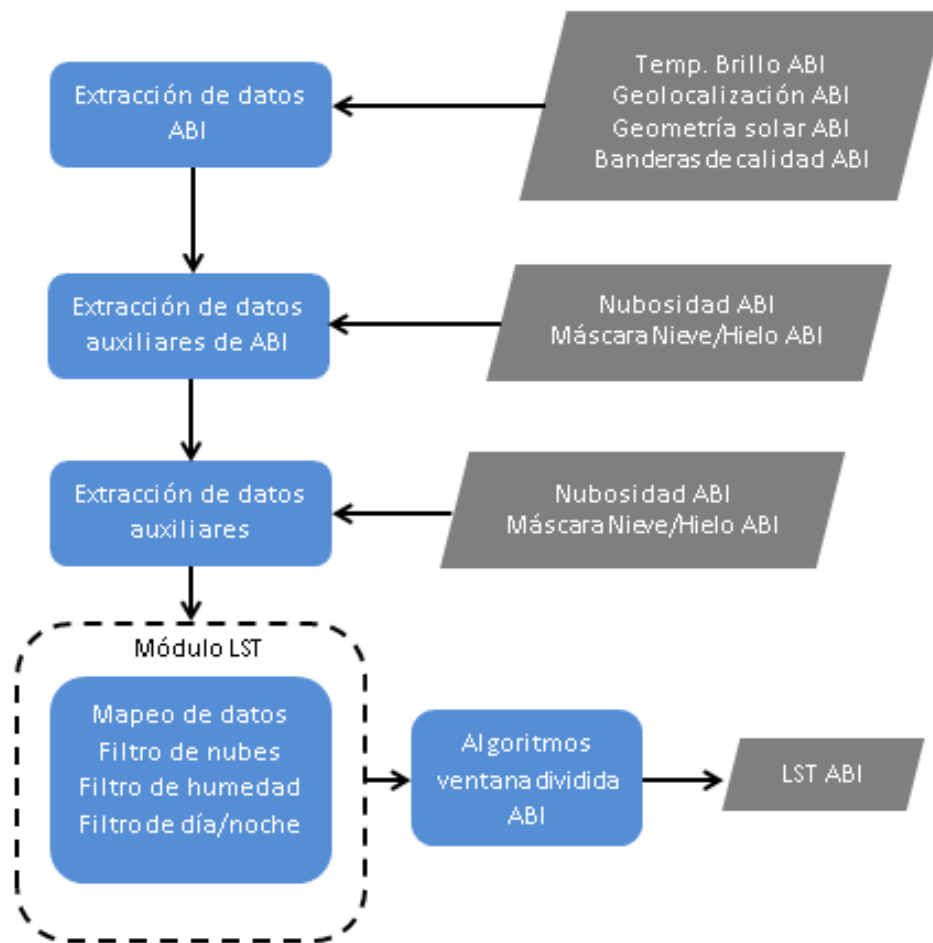 Extracción de datos
ABI
Temp. Brillo ABI
Geolocalización ABI
Geometría solar ABI
Banderas de calidad ABI
Extracción de datos
auxiliares de ABI
Nubosidad ABI
Máscara Nieve/Hielo ABI
Extracción de datos
auxiliares
Nubosidad ABI
Máscara Nieve/Hielo ABI
Módulo LST
Mapeo de datos
Filtro de nubes
Filtro de humedad
Filtro de día/noche
Algoritmos
ventana dividida
ABI
LST ABI